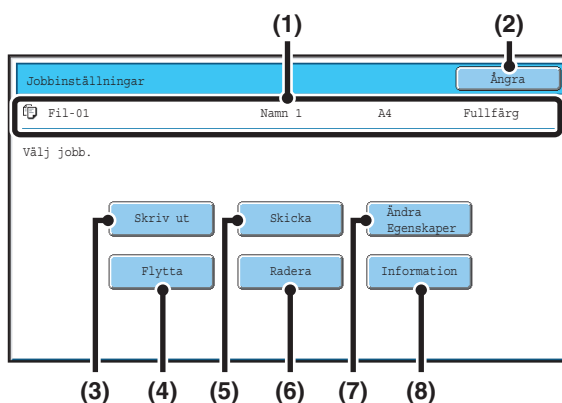 (1) (2)
Jobbinställningar Ångra
Fil-01 Namn 1 A4 Fullfärg
Välj jobb.
Skriv ut Skicka Ändra
Egenskaper
Flytta Radera Information
(3) (4) (5) (6) (7) (8)